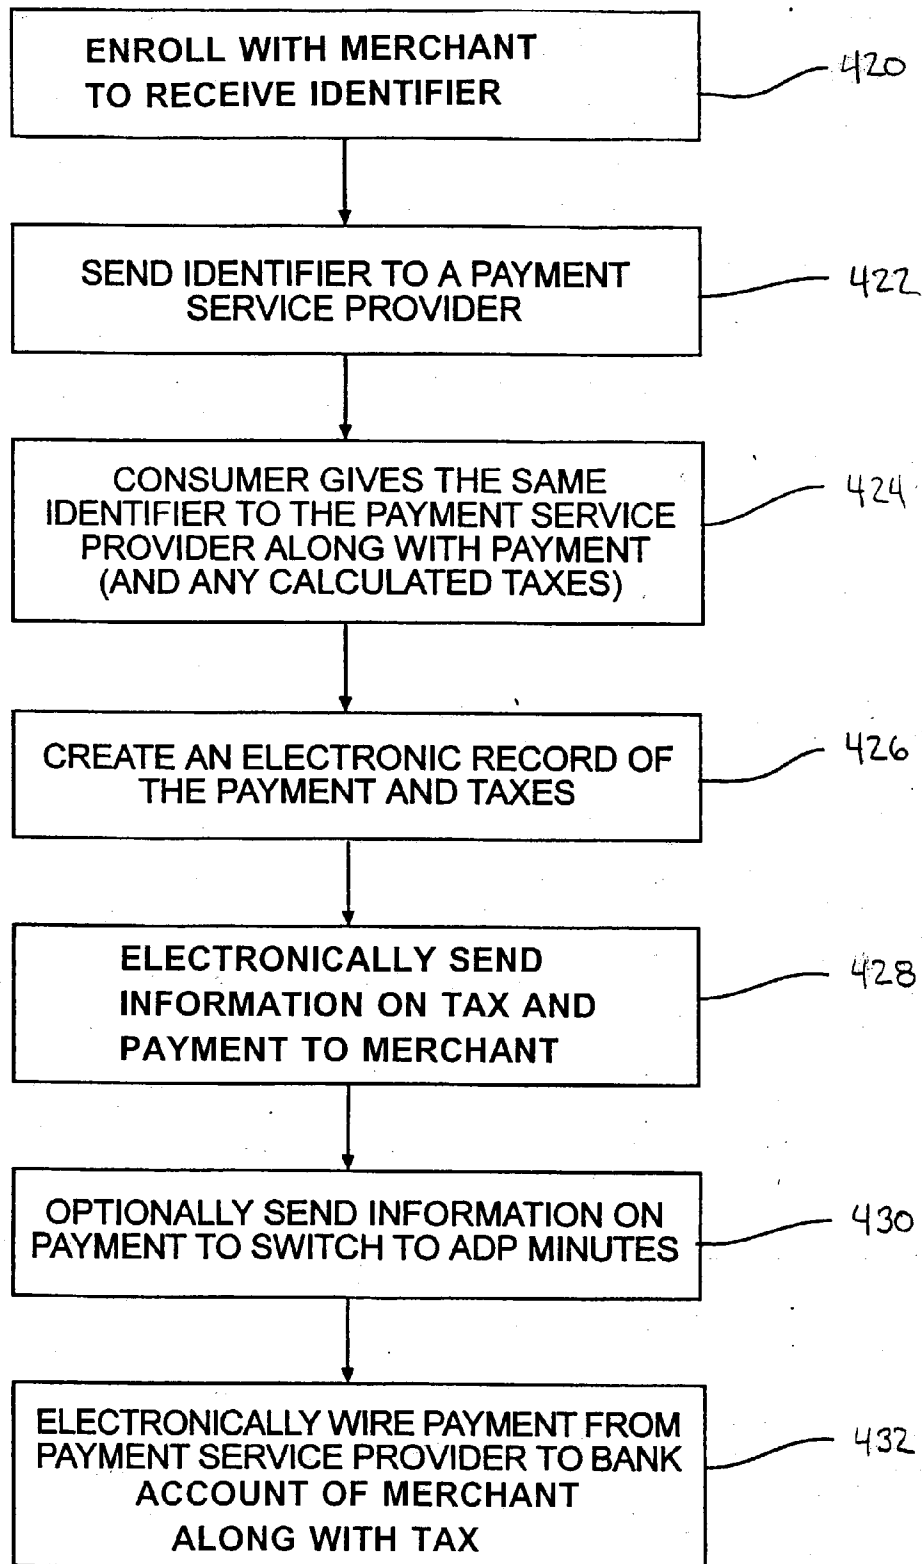 ENROLL WITH MERCHANT
TO RECEIVE IDENTIFIER
420
SEND IDENTIFIER TO A PAYMENT
SERVICE PROVIDER
422
CONSUMER GIVES THE SAME
IDENTIFIER TO THE PAYMENT SERVICE
PROVIDER ALONG WITH PAYMENT
(AND ANY CALCULATED TAXES)
424
CREATE AN ELECTRONIC RECORD OF
THE PAYMENT AND TAXES
426
ELECTRONICALLY SEND
INFORMATION ON TAX AND
PAYMENT TO MERCHANT
428
OPTIONALLY SEND INFORMATION ON
PAYMENT TO SWITCH TO ADP MINUTES
430
ELECTRONICALLY WIRE PAYMENT FROM
PAYMENT SERVICE PROVIDER TO BANK
ACCOUNT OF MERCHANT
ALONG WITH TAX
432